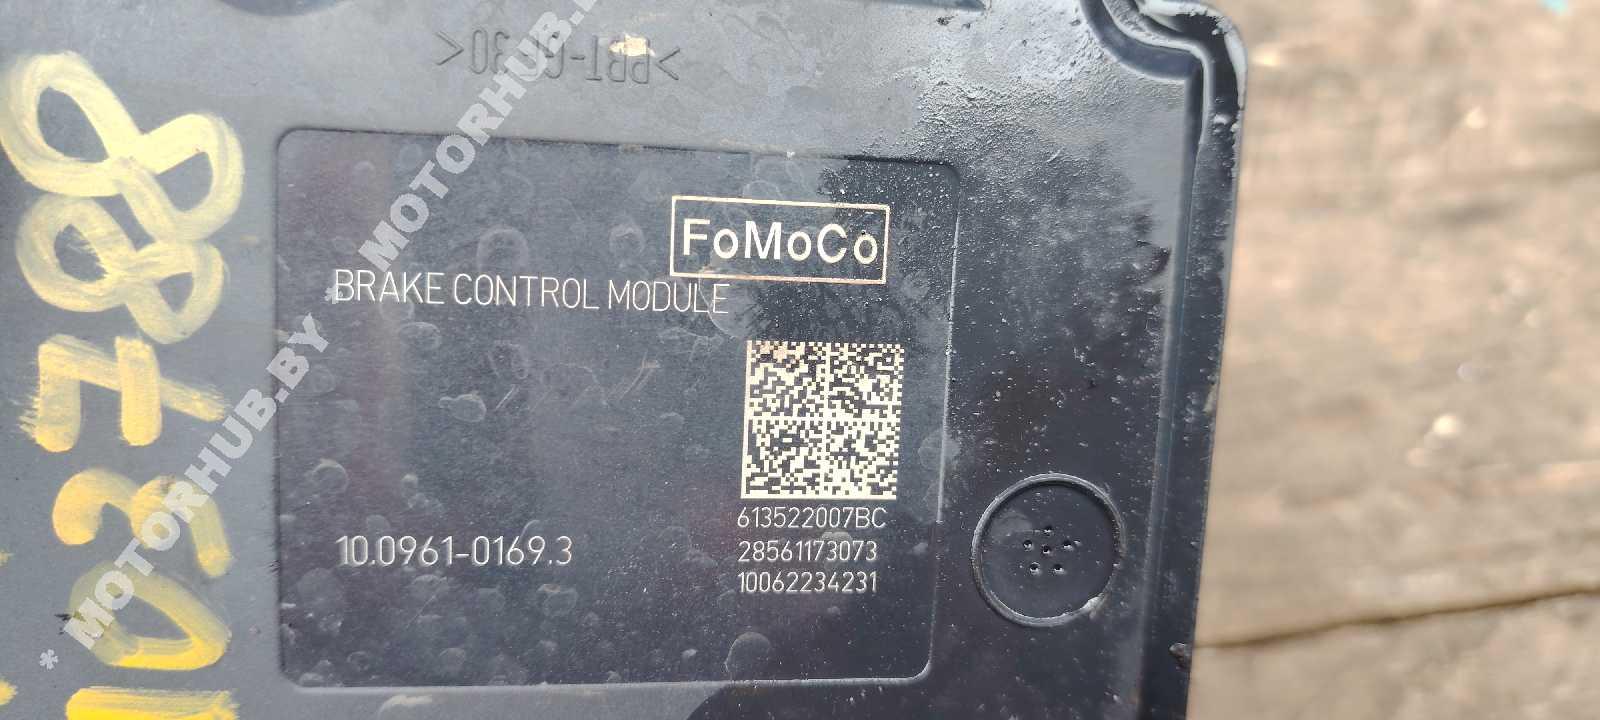 >PBT-GF30<
FoMoCo
BRAKE CONTROL MODULE
613522007BC
10.0961-0169.3
28561173073
10062234231
* MOTORHUB.BY * MOTORHUB.